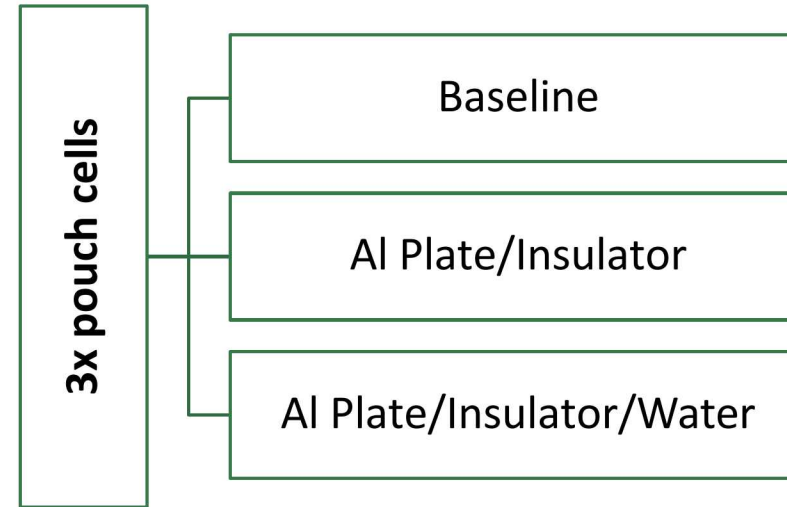 3x pouch cells
Baseline
Al Plate/Insulator
Al Plate/Insulator/Water